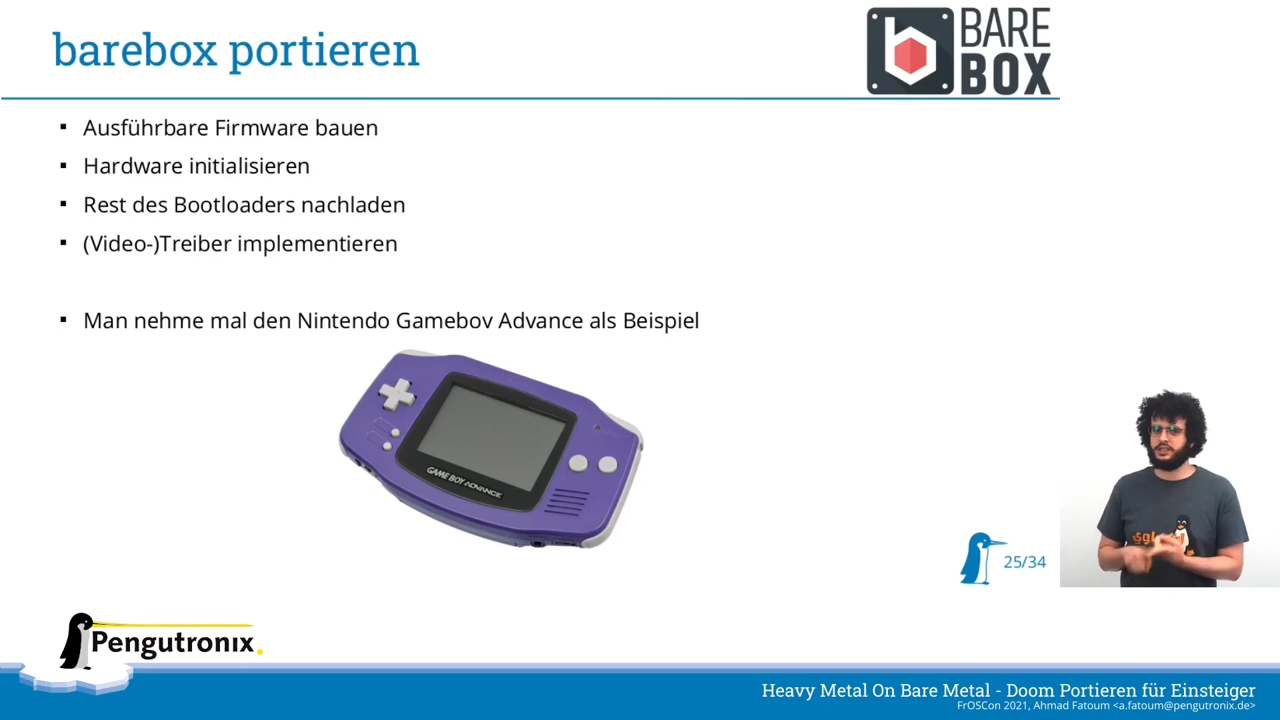 barebox portieren
BARE
BOX
Ausführbare Firmware bauen
Hardware initialisieren
Rest des Bootloaders nachladen
(Video-)Treiber implementieren
Man nehme mal den Nintendo Gameboy Advance als Beispiel
GAME BOY ADVANCE
25/34
Pengutronix.
Heavy Metal On Bare Metal - Doom Portieren für Einsteiger
FrOSCon 2021, Ahmad Fatoum <a.fatoum@pengutronix.de>